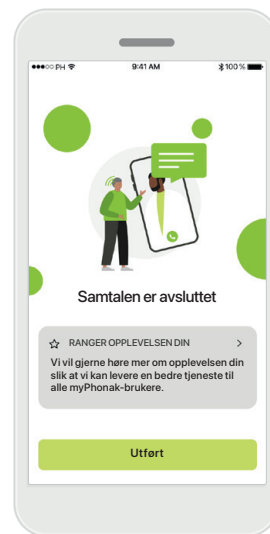 PH 9:41 AM 100 %
Samtalen er avsluttet
RANGER OPPLEVELSEN DIN
Vi vil gjerne høre mer om opplevelsen din
slik at vi kan levere en bedre tjeneste til
alle myPhonak-brukere.
Utført